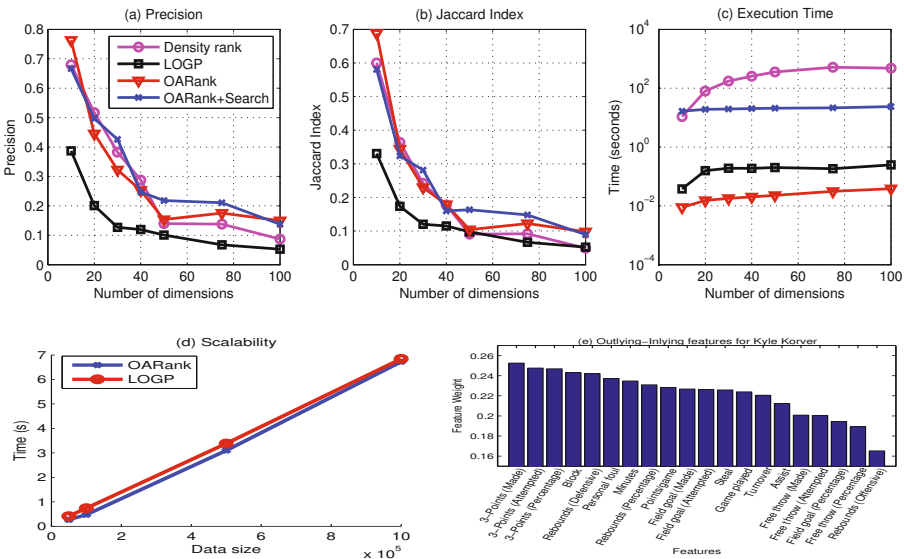 (a) Precision
0.8
0.7
0.6
0.5
0.4
0.3
0.2
0.1
0
Precision
Density rank
LOGP
OARank
OARank+Search
0 20 40 60 80 100
Number of dimensions
(b) Jaccard Index
0.7
0.6
0.5
0.4
0.3
0.2
0.1
0
Jaccard Index
0 20 40 60 80 100
Number of dimensions
(c) Execution Time
10^4
10^2
10^0
10^-2
10^-4
Time (seconds)
0 20 40 60 80 100
Number of dimensions
(d) Scalability
7
6
5
4
3
2
1
0
Time (s)
OARank
LOGP
0 2 4 6 8 10
Data size
× 10^5
(e) Outlying-Inlying features for Kyle Korver
0.26
0.24
0.22
0.2
0.18
0.16
Feature Weight
3-Points (Made)
3-Points (Attempted)
3-Points (Percentage)
Block
Rebounds (Defensive)
Personal foul
Minutes
Rebounds (Percentage)
Points/game
Field goal (Made)
Field goal (Attempted)
Steal
Game played
Turnover
Assist
Free throw (Made)
Free throw (Attempted)
Field goal (Percentage)
Free throw (Percentage
Rebounds (Offensive)
Features